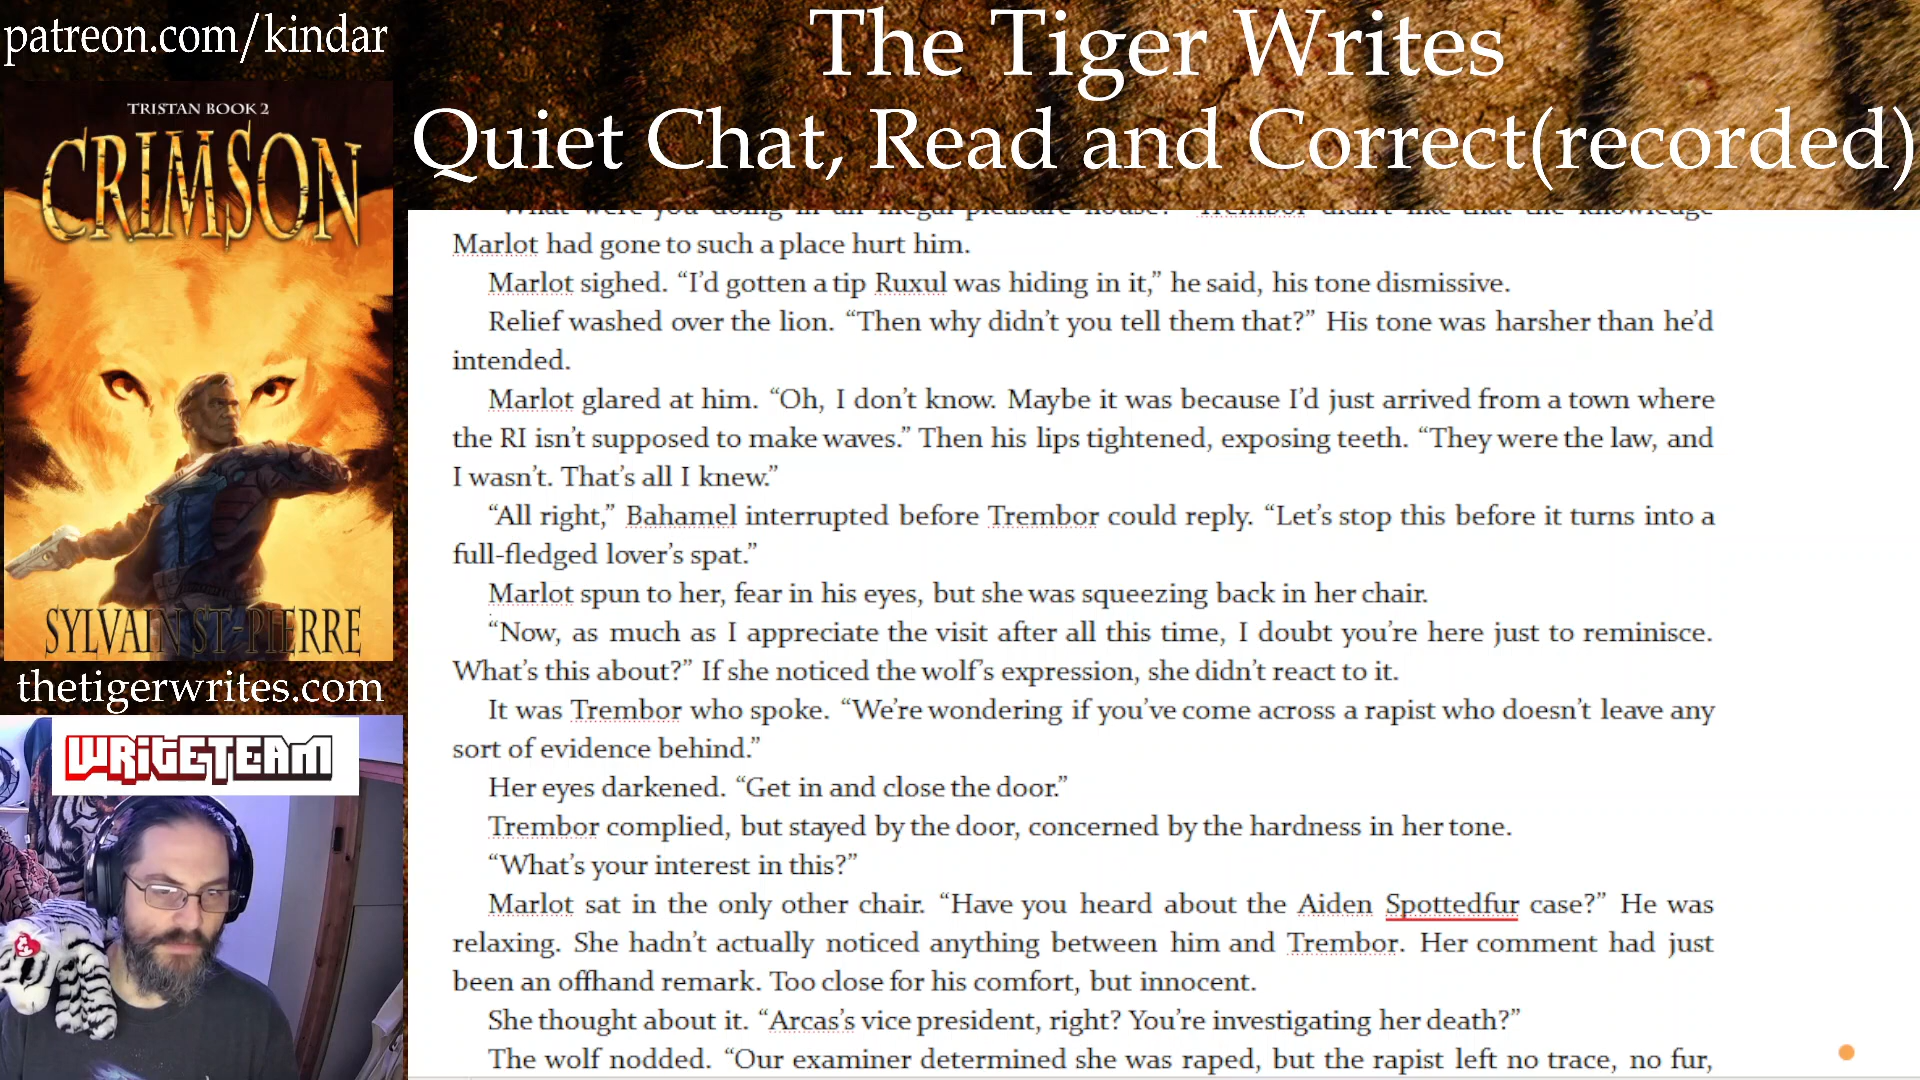 patreon.com/kindar
The Tiger Writes
Quiet Chat, Read and Correct(recorded)
TRISTAN BOOK 2
CRIMSON
SYLVAIN ST-PIERRE
thetigerwrites.com
WRITETEAM
“What were you doing in an illegal pleasure house?” Trembor didn’t like that the knowledge
Marlot had gone to such a place hurt him.
Marlot sighed. “I’d gotten a tip Ruxul was hiding in it,” he said, his tone dismissive.
Relief washed over the lion. “Then why didn’t you tell them that?” His tone was harsher than he’d
intended.
Marlot glared at him. “Oh, I don’t know. Maybe it was because I’d just arrived from a town where
the RI isn’t supposed to make waves.” Then his lips tightened, exposing teeth. “They were the law, and
I wasn’t. That’s all I knew.”
“All right,” Bahamel interrupted before Trembor could reply. “Let’s stop this before it turns into a
full-fledged lover’s spat.”
Marlot spun to her, fear in his eyes, but she was squeezing back in her chair.
“Now, as much as I appreciate the visit after all this time, I doubt you’re here just to reminisce.
What’s this about?” If she noticed the wolf’s expression, she didn’t react to it.
It was Trembor who spoke. “We’re wondering if you’ve come across a rapist who doesn’t leave any
sort of evidence behind.”
Her eyes darkened. “Get in and close the door.”
Trembor complied, but stayed by the door, concerned by the hardness in her tone.
“What’s your interest in this?”
Marlot sat in the only other chair. “Have you heard about the Aiden Spottedfur case?” He was
relaxing. She hadn’t actually noticed anything between him and Trembor. Her comment had just
been an offhand remark. Too close for his comfort, but innocent.
She thought about it. “Arcas’s vice president, right? You’re investigating her death?”
The wolf nodded. “Our examiner determined she was raped, but the rapist left no trace, no fur,